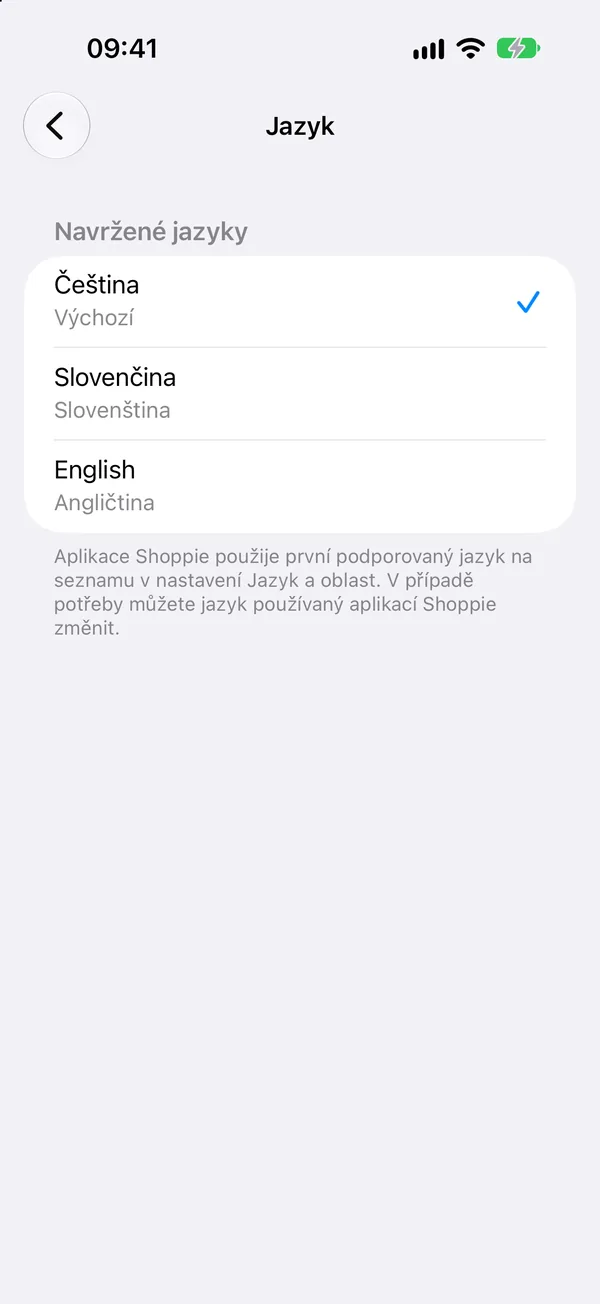 09:41
Jazyk
Navržené jazyky
Čeština
Výchozí
Slovenčina
Slovenština
English
Angličtina
Aplikace Shoppie použije první podporovaný jazyk na
seznamu v nastavení Jazyk a oblast. V případě
potřeby můžete jazyk používaný aplikací Shoppie
změnit.